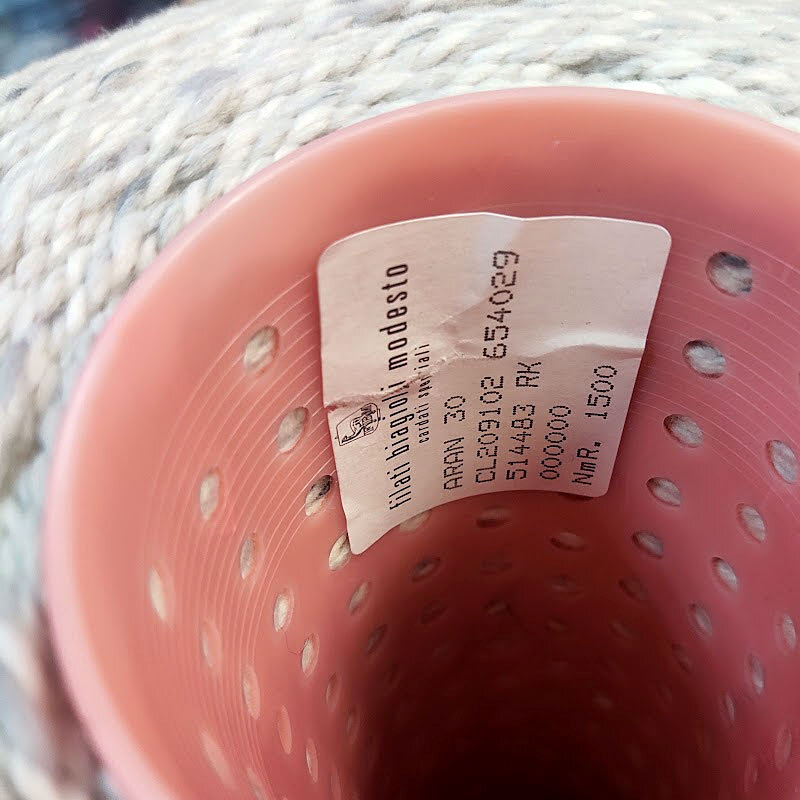 filati biagioli modesto
cardati speciali
ARAN 30
CL209102 654029
514483 RK
000000
NmR. 1500